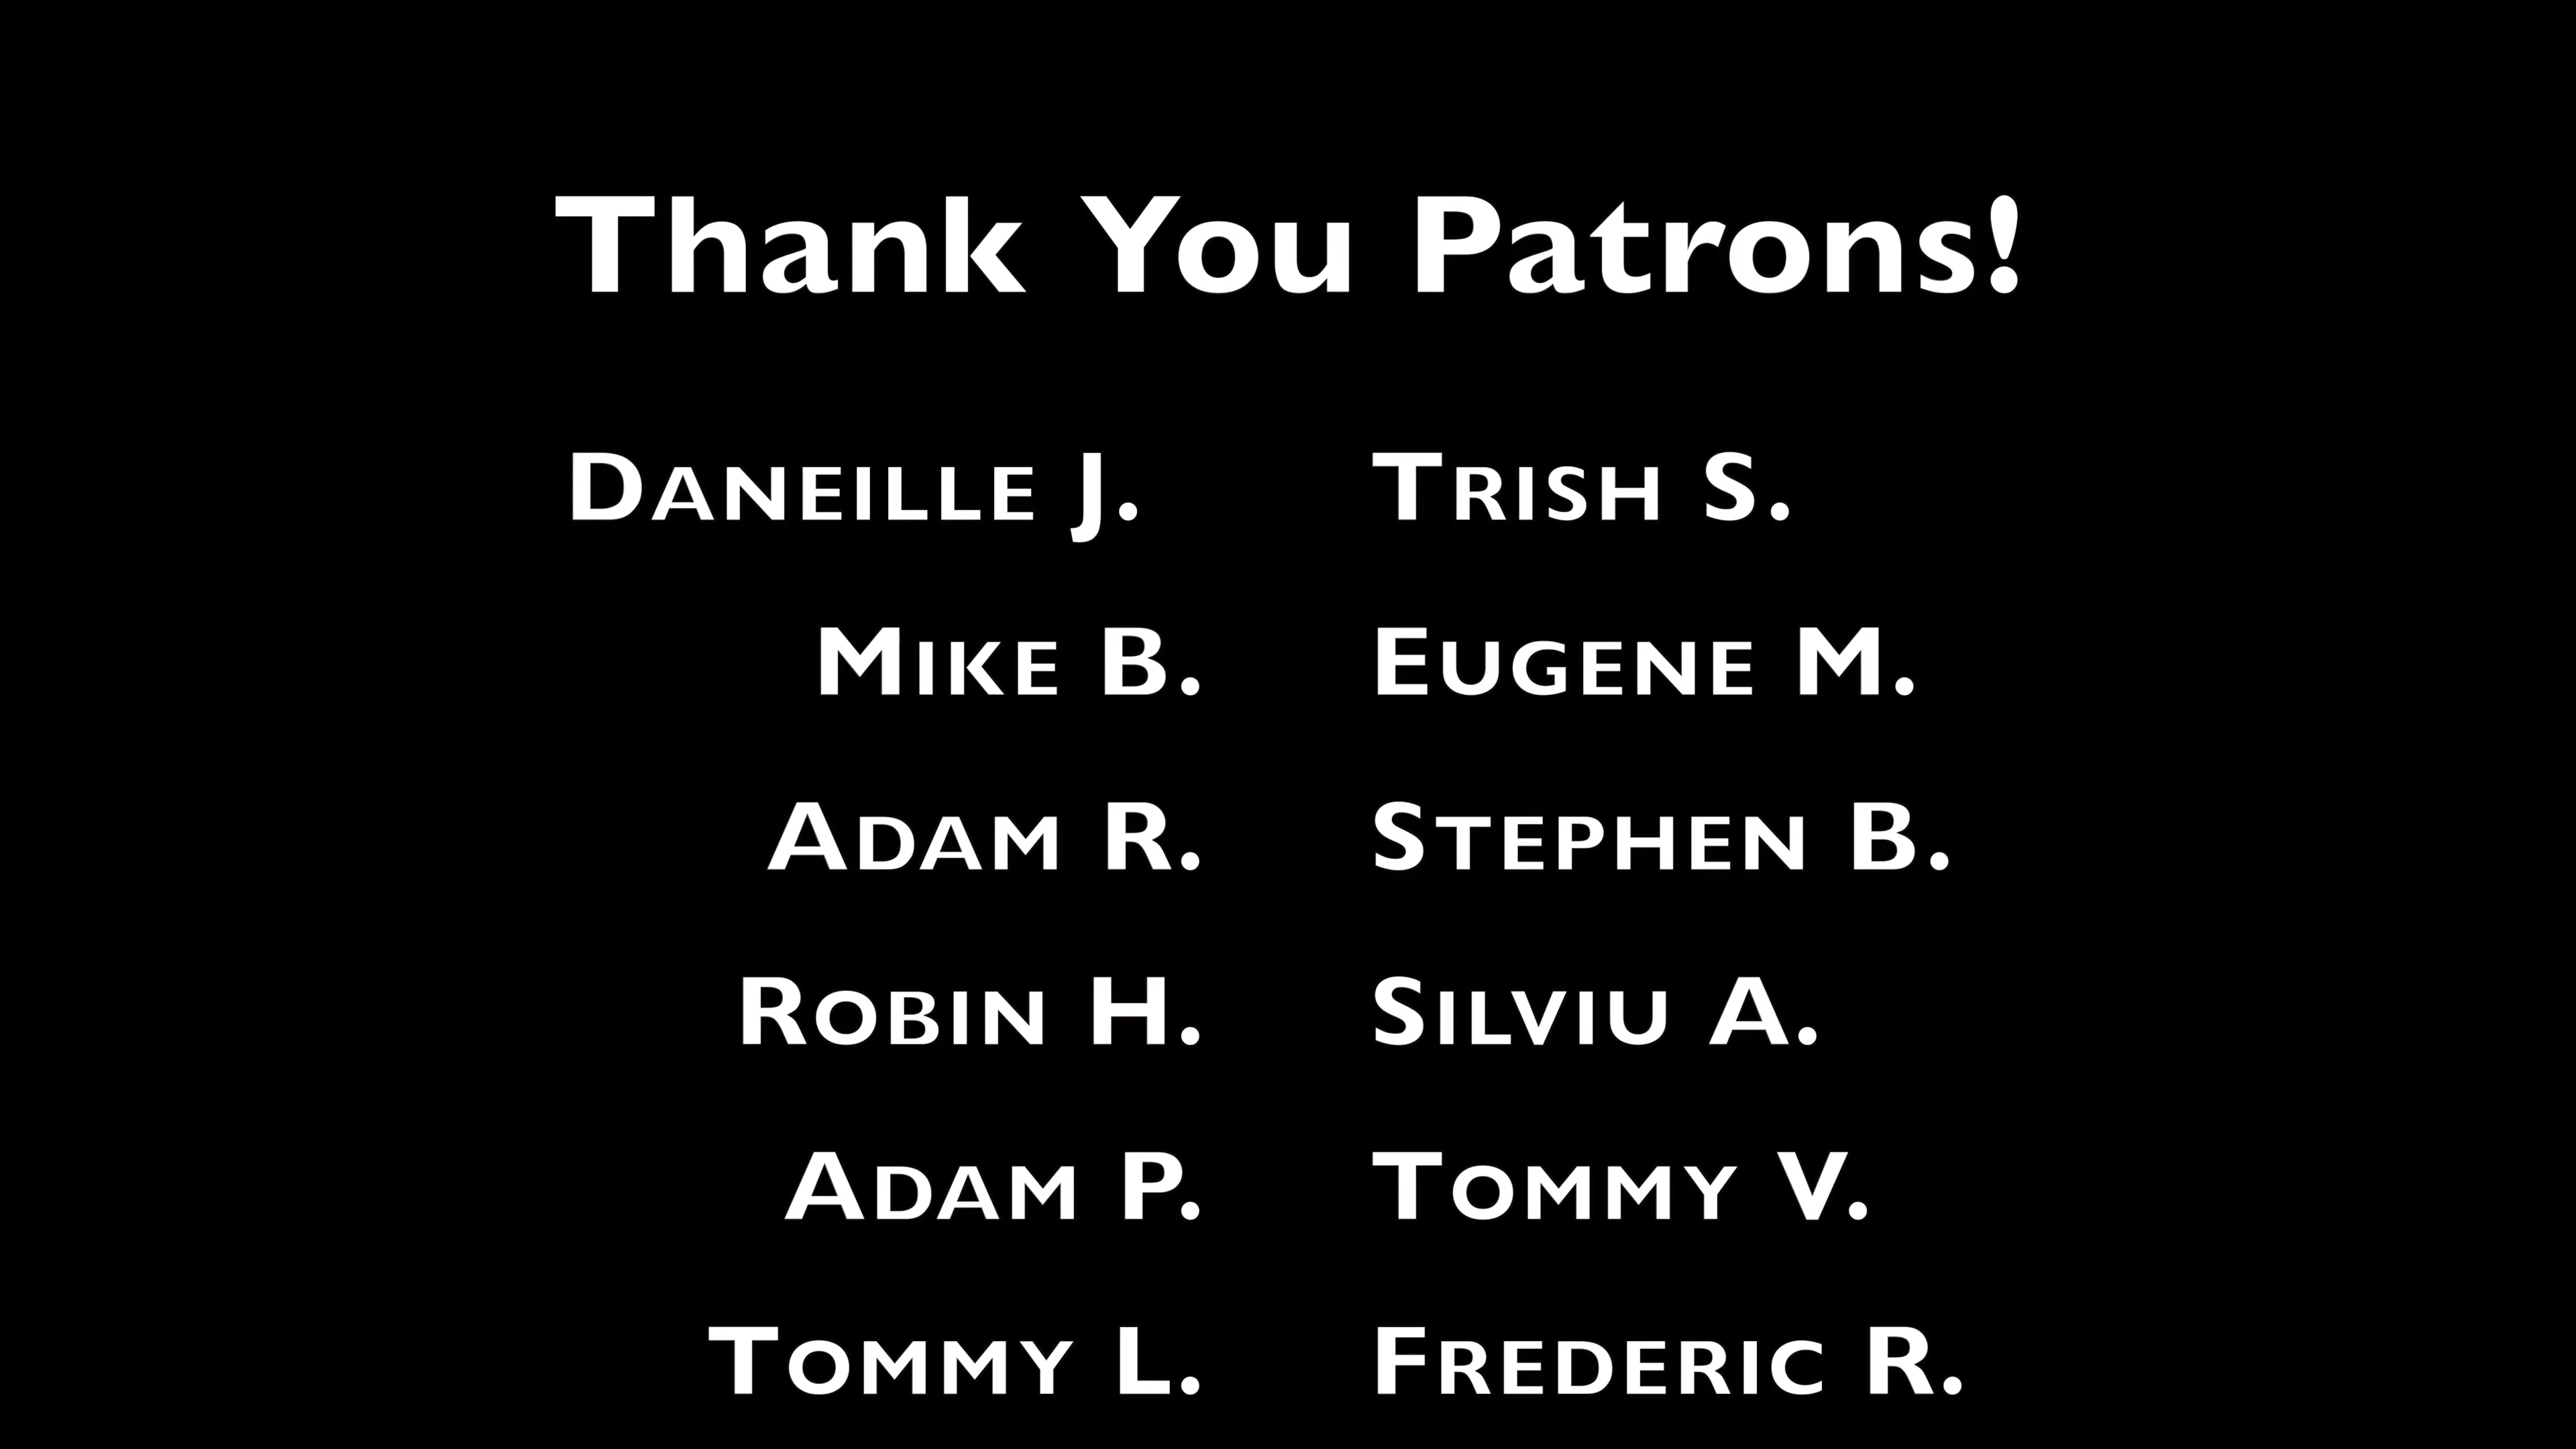 Thank You Patrons!
Daneille J. Trish S.
Mike B. Eugene M.
Adam R. Stephen B.
Robin H. Silviu A.
Adam P. Tommy V.
Tommy L. Frederic R.